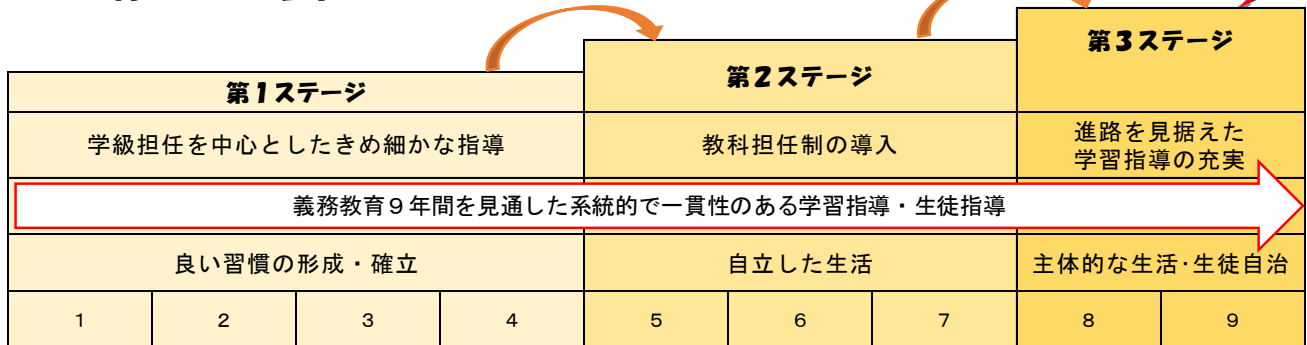 第1ステージ
第2ステージ
第3ステージ
学級担任を中心としたきめ細かな指導
教科担任制の導入
進路を見据えた
学習指導の充実
義務教育９年間を見通した系統的で一貫性のある学習指導・生徒指導
良い習慣の形成・確立
自立した生活
主体的な生活・生徒自治
1 2 3 4 5 6 7 8 9